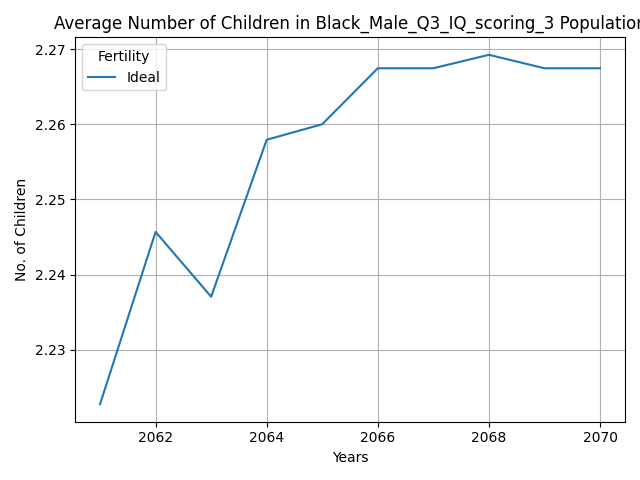 Average Number of Children in Black_Male_Q3_IQ_scoring_3 Population
Fertility
Ideal
2.27
2.26
2.25
2.24
2.23
No. of Children
2062 2064 2066 2068 2070
Years